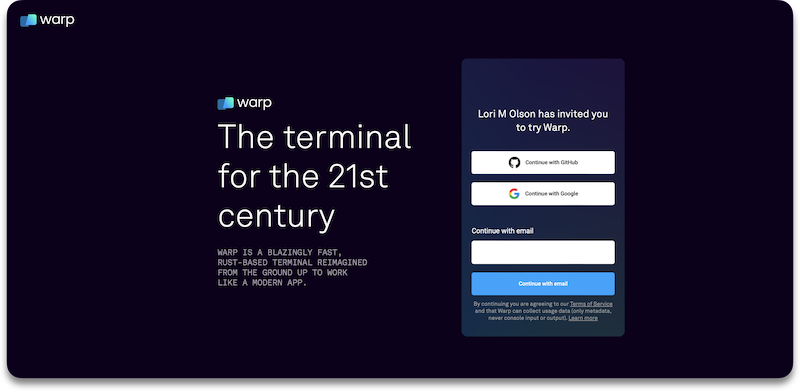 warp
warp
The terminal
for the 21st
century
WARP IS A BLAZINGLY FAST,
RUST-BASED TERMINAL REIMAGINED
FROM THE GROUND UP TO WORK
LIKE A MODERN APP.
Lori M Olson has invited you
to try Warp.
Continue with GitHub
Continue with Google
Continue with email
Continue with email
By continuing you are agreeing to our Terms of Service
and that Warp can collect usage data (only metadata,
never console input or output). Learn more